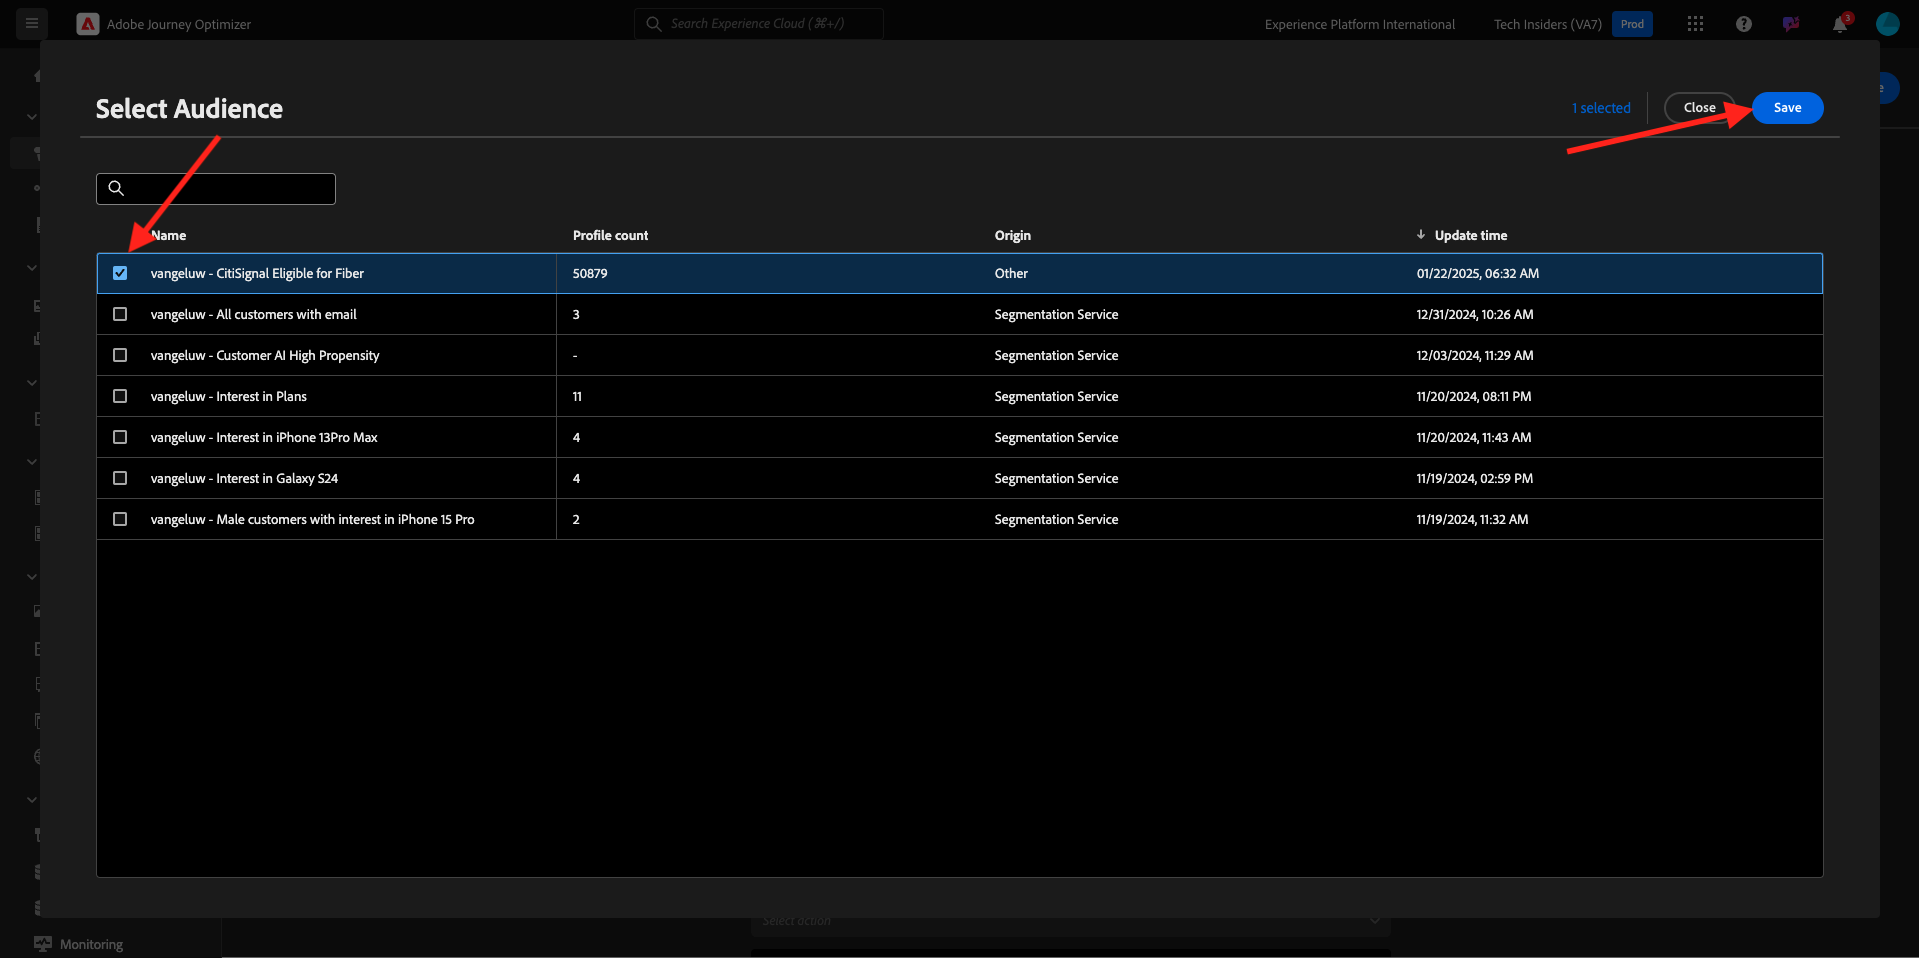 Adobe Journey Optimizer
Search Experience Cloud (⌘+/)
Experience Platform International
Tech Insiders (VA7)
Prod
3
Select Audience
1 selected
Close
Save
Name
Profile count
Origin
Update time
vangeluw - CitiSignal Eligible for Fiber 50879 Other 01/22/2025, 06:32 AM
vangeluw - All customers with email 3 Segmentation Service 12/31/2024, 10:26 AM
vangeluw - Customer AI High Propensity - Segmentation Service 12/03/2024, 11:29 AM
vangeluw - Interest in Plans 11 Segmentation Service 11/20/2024, 08:11 PM
vangeluw - Interest in iPhone 13Pro Max 4 Segmentation Service 11/20/2024, 11:43 AM
vangeluw - Interest in Galaxy S24 4 Segmentation Service 11/19/2024, 02:59 PM
vangeluw - Male customers with interest in iPhone 15 Pro 2 Segmentation Service 11/19/2024, 11:32 AM
Select action
Monitoring